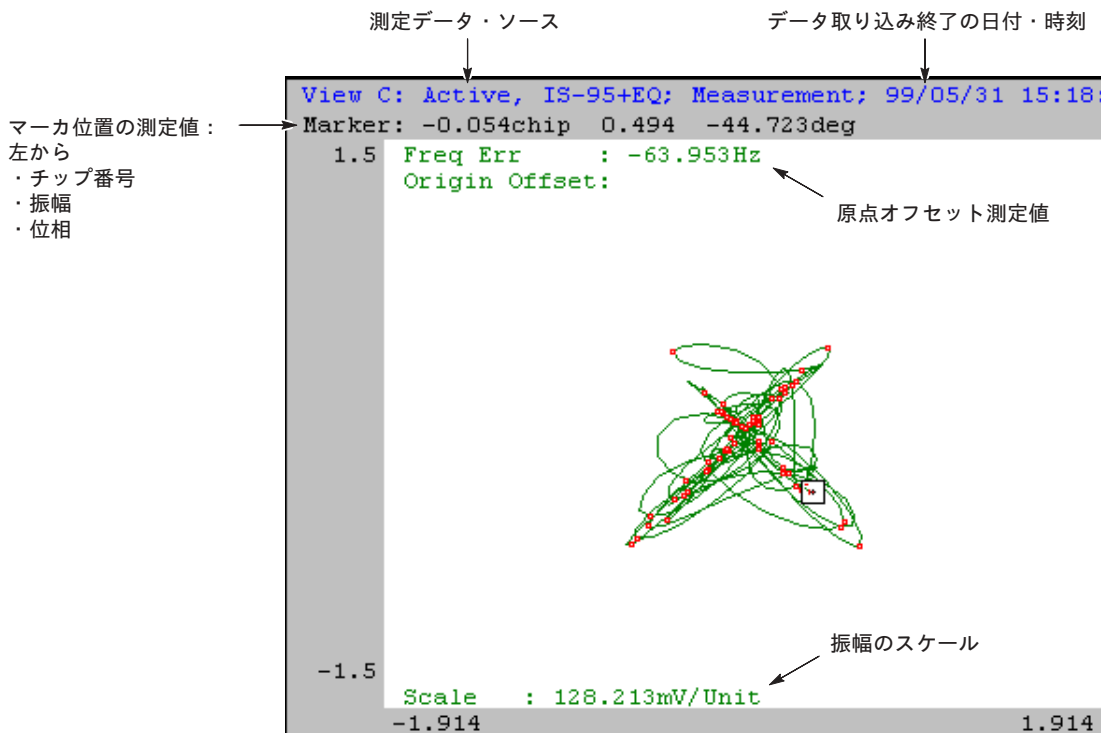 測定データ・ソース
データ取り込み終了の日付・時刻
View C: Active, IS-95+EQ; Measurement; 99/05/31 15:18:
マーカ位置の測定値：
左から
・チップ番号
・振幅
・位相
Marker: -0.054chip 0.494 -44.723deg
1.5
Freq Err : -63.953Hz
Origin Offset:
原点オフセット測定値
振幅のスケール
-1.5
Scale : 128.213mV/Unit
-1.914
1.914